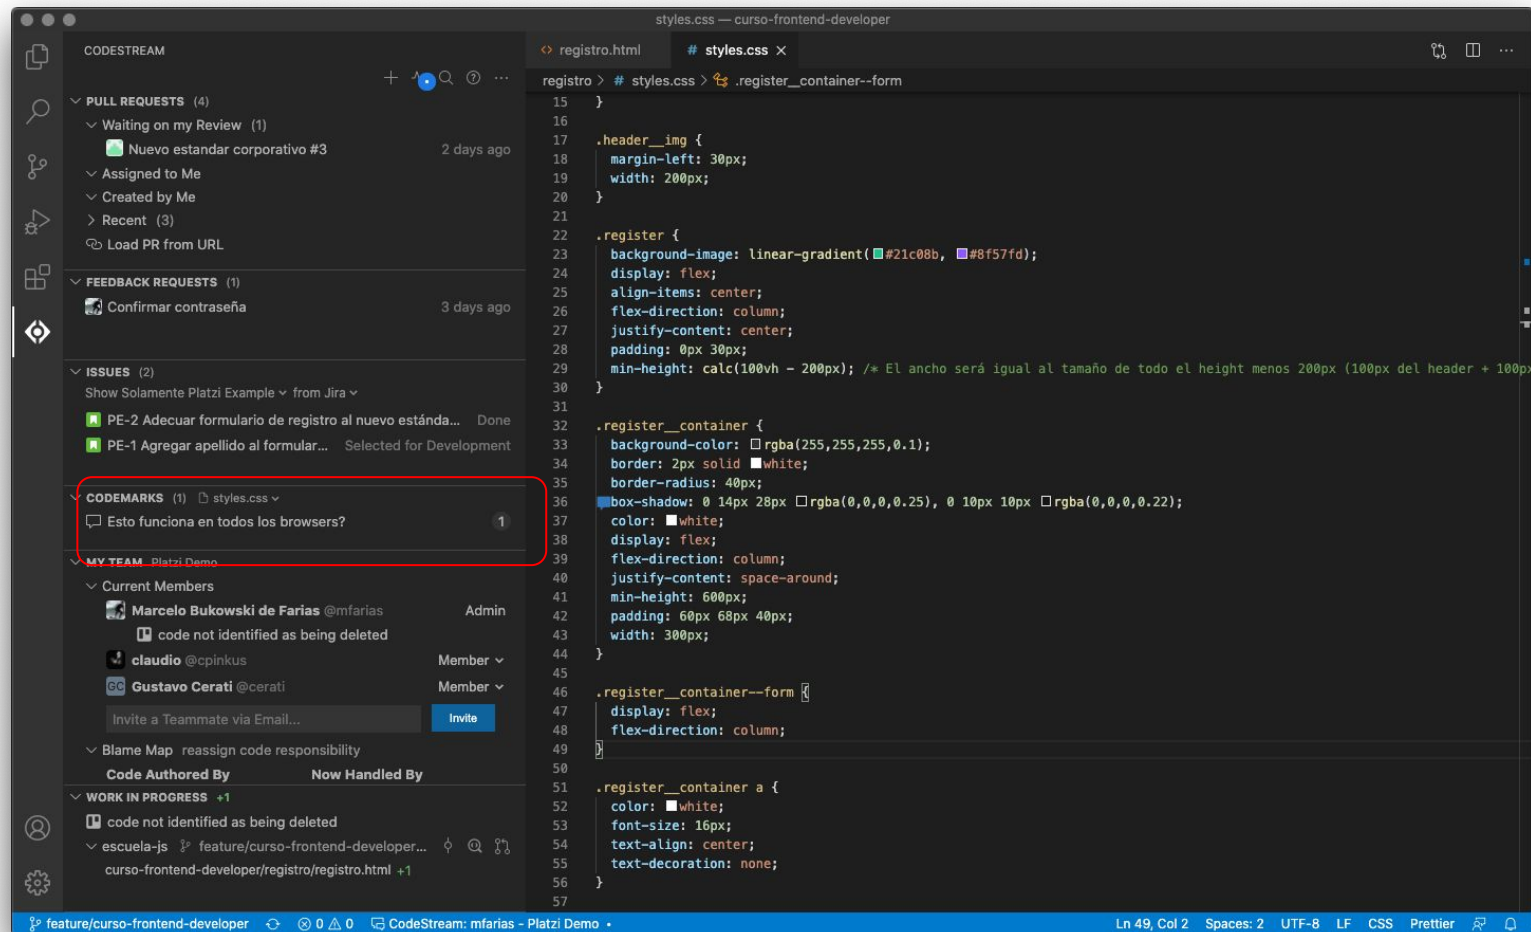 styles.css — curso-frontend-developer
CODESTREAM
PULL REQUESTS (4)
Waiting on my Review (1)
Nuevo estandar corporativo #3 2 days ago
Assigned to Me
Created by Me
Recent (3)
Load PR from URL
FEEDBACK REQUESTS (1)
Confirmar contraseña 3 days ago
ISSUES (2)
Show Solamente Platzi Example from Jira
PE-2 Adecuar formulario de registro al nuevo estánda... Done
PE-1 Agregar apellido al formular... Selected for Development
CODEMARKS (1) styles.css
Esto funciona en todos los browsers? 1
MY TEAM Platzi Demo
Current Members
Marcelo Bukowski de Farias @mfarias Admin
code not identified as being deleted
claudio @cpinkus Member
GC Gustavo Cerati @cerati Member
Invite a Teammate via Email... Invite
Blame Map reassign code responsibility
Code Authored By Now Handled By
WORK IN PROGRESS +1
code not identified as being deleted
escuela-js feature/curso-frontend-developer...
curso-frontend-developer/registro/registro.html +1
<> registro.html # styles.css ×
registro > # styles.css > .register__container--form
15 }
16
17 .header__img {
18 margin-left: 30px;
19 width: 200px;
20 }
21
22 .register {
23 background-image: linear-gradient(#21c08b, #8f57fd);
24 display: flex;
25 align-items: center;
26 flex-direction: column;
27 justify-content: center;
28 padding: 0px 30px;
29 min-height: calc(100vh - 200px); /* El ancho será igual al tamaño de todo el height menos 200px (100px del header + 100px
30 }
31
32 .register__container {
33 background-color: rgba(255,255,255,0.1);
34 border: 2px solid white;
35 border-radius: 40px;
36 box-shadow: 0 14px 28px rgba(0,0,0,0.25), 0 10px 10px rgba(0,0,0,0.22);
37 color: white;
38 display: flex;
39 flex-direction: column;
40 justify-content: space-around;
41 min-height: 600px;
42 padding: 60px 68px 40px;
43 width: 300px;
44 }
45
46 .register__container--form {
47 display: flex;
48 flex-direction: column;
49 }
50
51 .register__container a {
52 color: white;
53 font-size: 16px;
54 text-align: center;
55 text-decoration: none;
56 }
57
feature/curso-frontend-developer 0 0 CodeStream: mfarias - Platzi Demo • Ln 49, Col 2 Spaces: 2 UTF-8 LF CSS Prettier